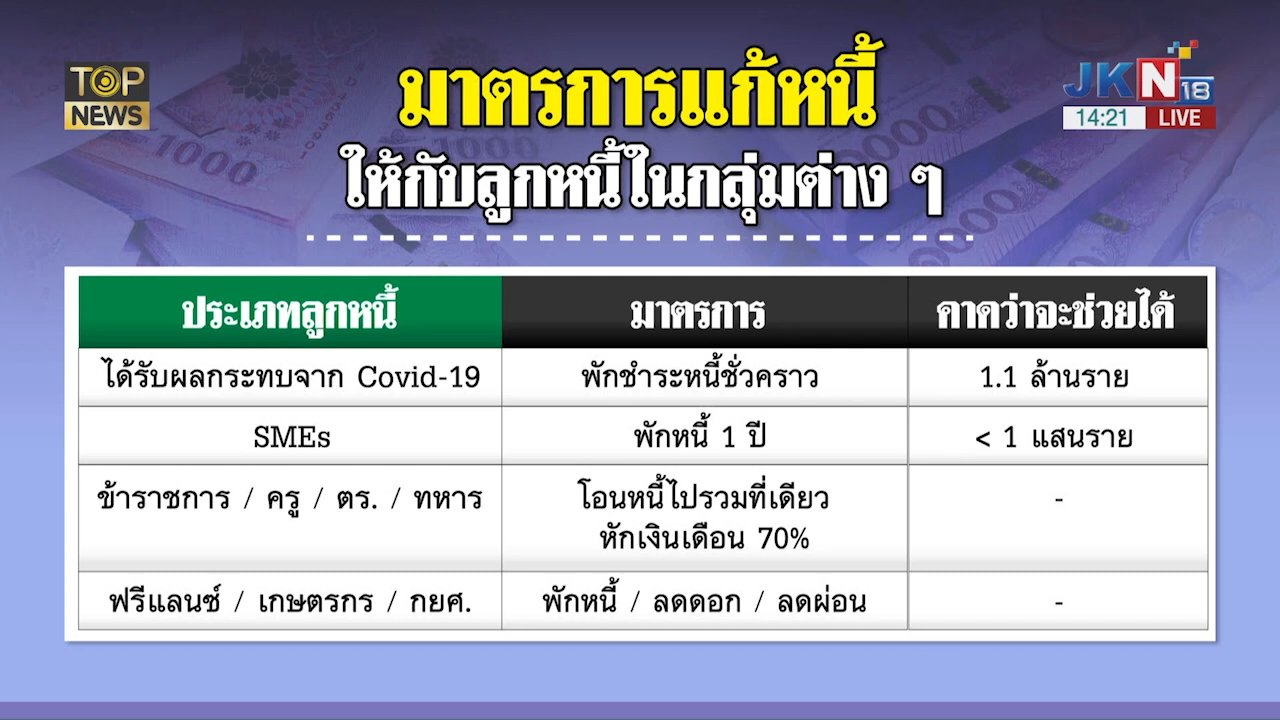 TOP
NEWS
มาตรการแก้หนี้
JKN18
14:21 LIVE
ให้กับลูกหนี้ในกลุ่มต่าง ๆ
1000
ประเภทลูกหนี้ มาตรการ คาดว่าจะช่วยได้
ได้รับผลกระทบจาก Covid-19 พักชำระหนี้ชั่วคราว 1.1 ล้านราย
SMEs พักหนี้ 1 ปี < 1 แสนราย
ข้าราชการ / ครู / ตร. / ทหาร โอนหนี้ไปรวมที่เดียว -
หักเงินเดือน 70%
ฟรีแลนซ์ / เกษตรกร / กยศ. พักหนี้ / ลดดอก / ลดผ่อน -